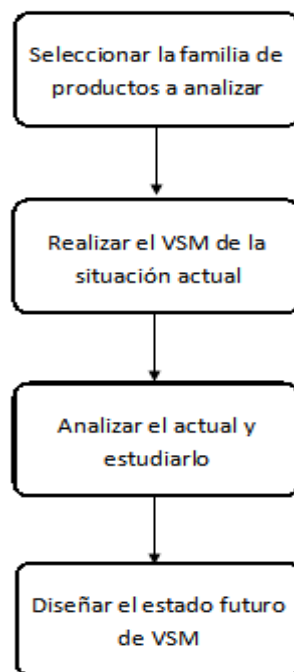 Seleccionar la familia de
productos a analizar
Realizar el VSM de la
situación actual
Analizar el actual y
estudiarlo
Diseñar el estado futuro
de VSM